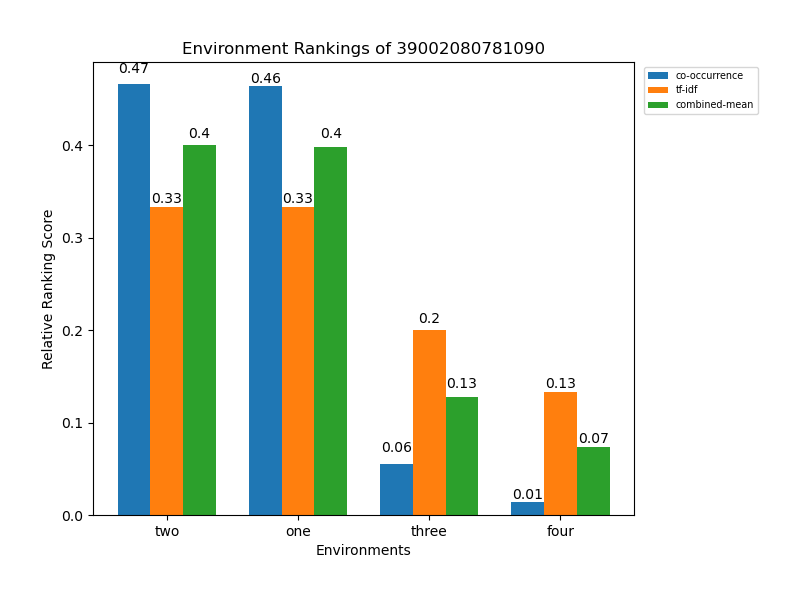 Environment Rankings of 39002080781090
co-occurrence
tf-idf
combined-mean
Relative Ranking Score
0.4
0.3
0.2
0.1
0.0
0.47
0.33
0.4
0.46
0.33
0.4
0.06
0.2
0.13
0.01
0.13
0.07
two one three four
Environments